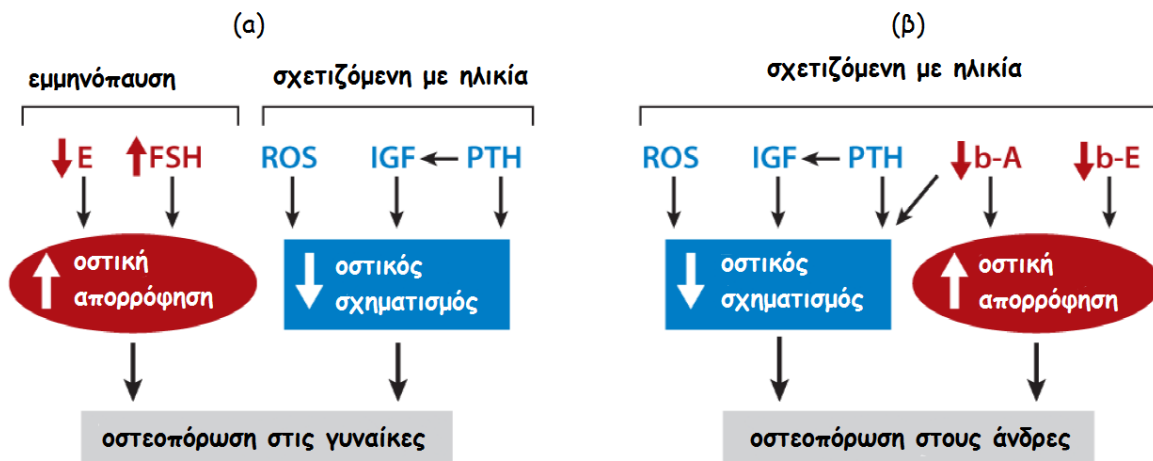 (α)
(β)
εμμηνόπαυση
σχετιζόμενη με ηλικία
σχετιζόμενη με ηλικία
E FSH ROS IGF PTH
ROS IGF PTH b-A b-E
οστική
απορρόφηση
οστικός
σχηματισμός
οστικός
σχηματισμός
οστική
απορρόφηση
οστεοπόρωση στις γυναίκες
οστεοπόρωση στους άνδρες